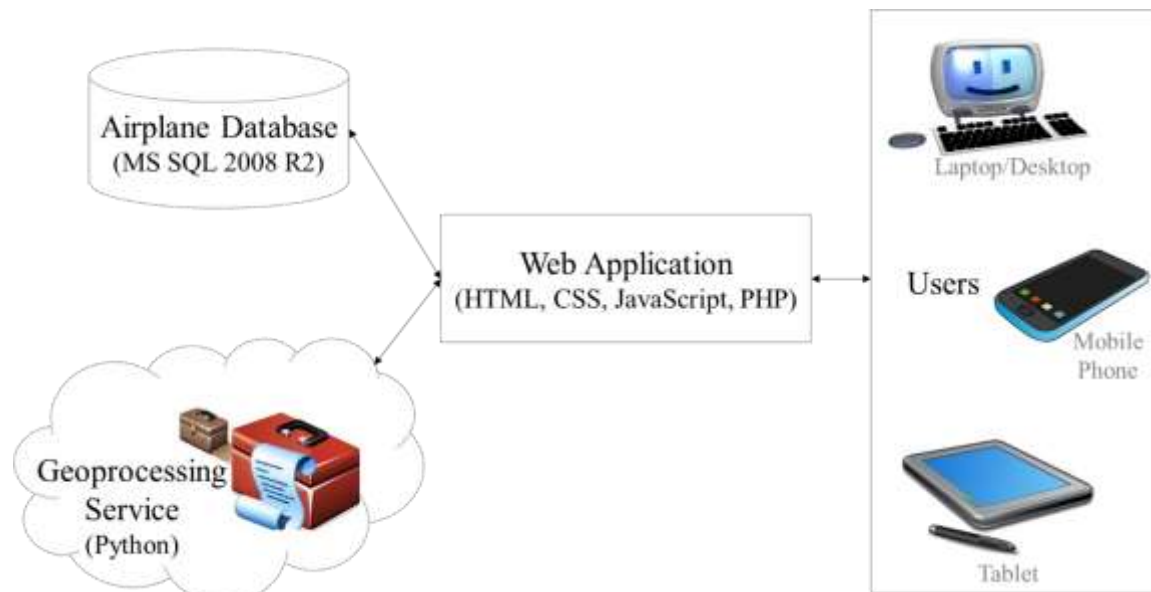 Airplane Database
(MS SQL 2008 R2)
Web Application
(HTML, CSS, JavaScript, PHP)
Geoprocessing
Service
(Python)
Laptop/Desktop
Users
Mobile
Phone
Tablet